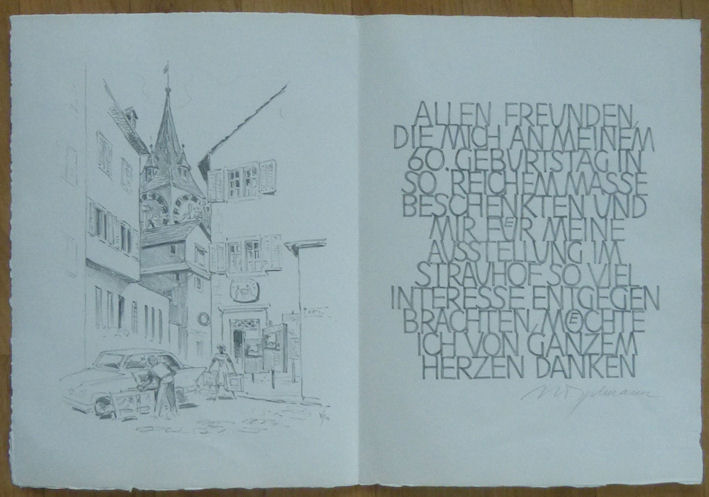 ALLEN FREUNDEN,
DIE MICH AN MEINEM
60. GEBURTSTAG IN
SO REICHEM MASSE
BESCHENKTEN UND
MIR FÜR MEINE
AUSSTELLUNG IM
STRAUHOF SO VIEL
INTERESSE ENTGEGEN
BRACHTEN, MÖCHTE
ICH VON GANZEM
HERZEN DANKEN